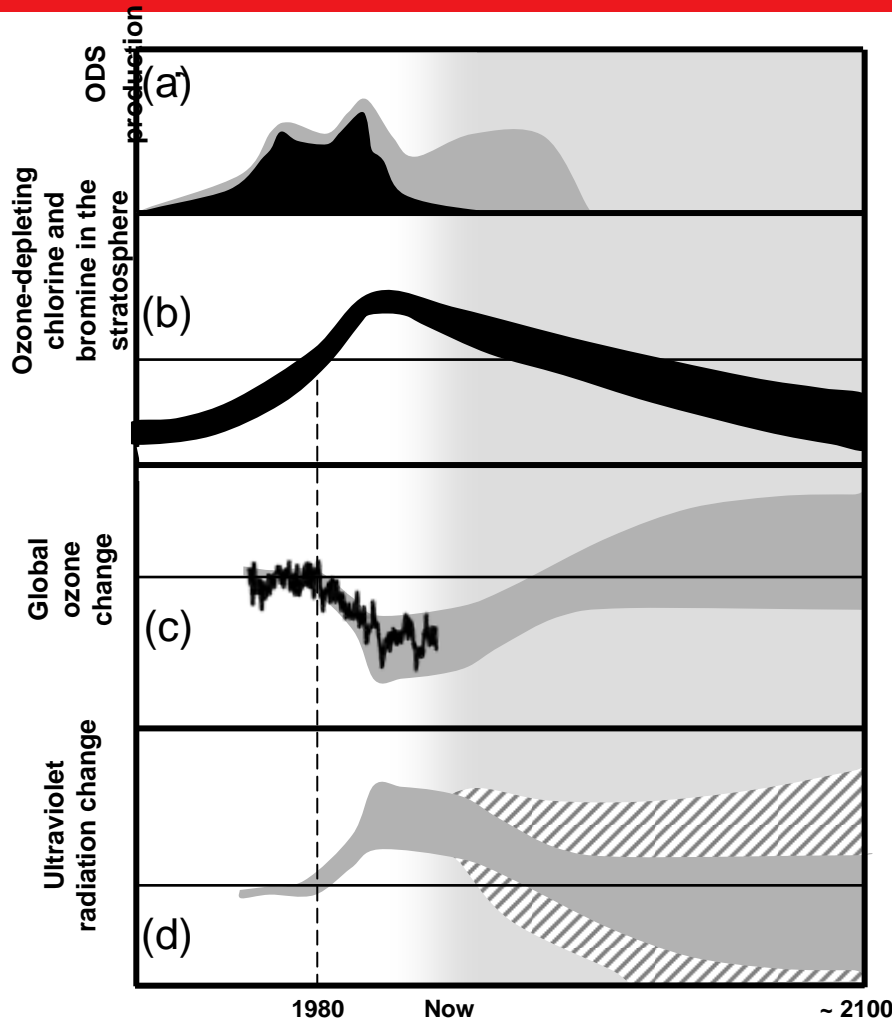 ODS
production
(a)
Ozone-depleting
chlorine and
bromine in the
stratosphere
(b)
Global
ozone
change
(c)
Ultraviolet
radiation change
(d)
1980 Now ~ 2100